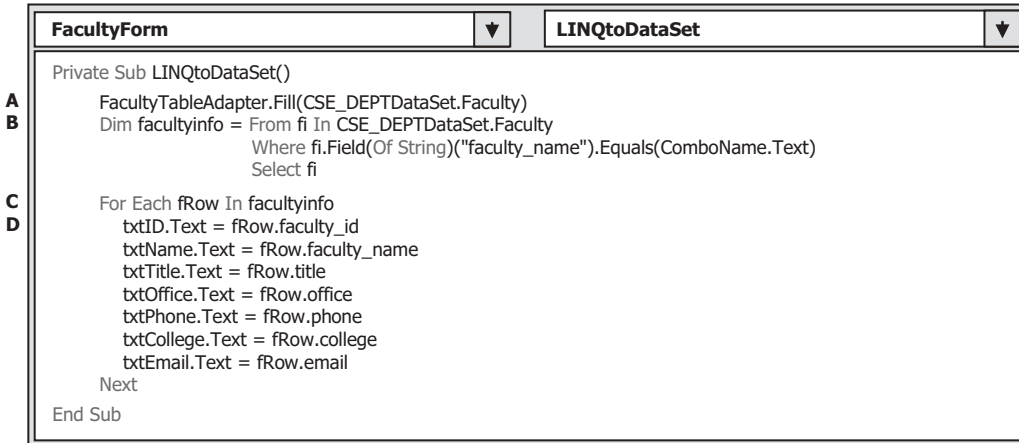 FacultyForm LINQtoDataSet
Private Sub LINQtoDataSet()
A FacultyTableAdapter.Fill(CSE_DEPTDataSet.Faculty)
B Dim facultyinfo = From fi In CSE_DEPTDataSet.Faculty
Where fi.Field(Of String)("faculty_name").Equals(ComboName.Text)
Select fi
C For Each fRow In facultyinfo
D txtID.Text = fRow.faculty_id
txtName.Text = fRow.faculty_name
txtTitle.Text = fRow.title
txtOffice.Text = fRow.office
txtPhone.Text = fRow.phone
txtCollege.Text = fRow.college
txtEmail.Text = fRow.email
Next
End Sub